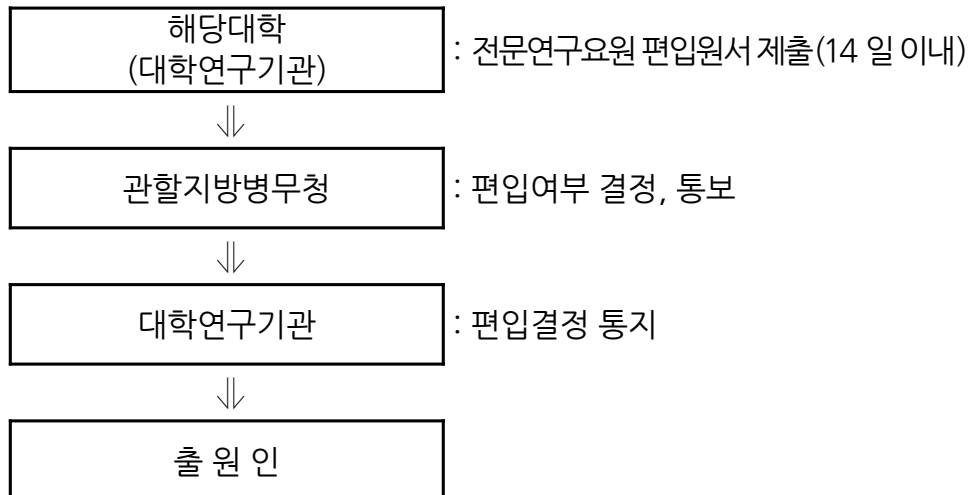 해당대학
(대학연구기관)
: 전문연구요원 편입원서 제출(14 일 이내)
⇓
관할지방병무청
: 편입여부 결정, 통보
⇓
대학연구기관
: 편입결정 통지
⇓
출 원 인